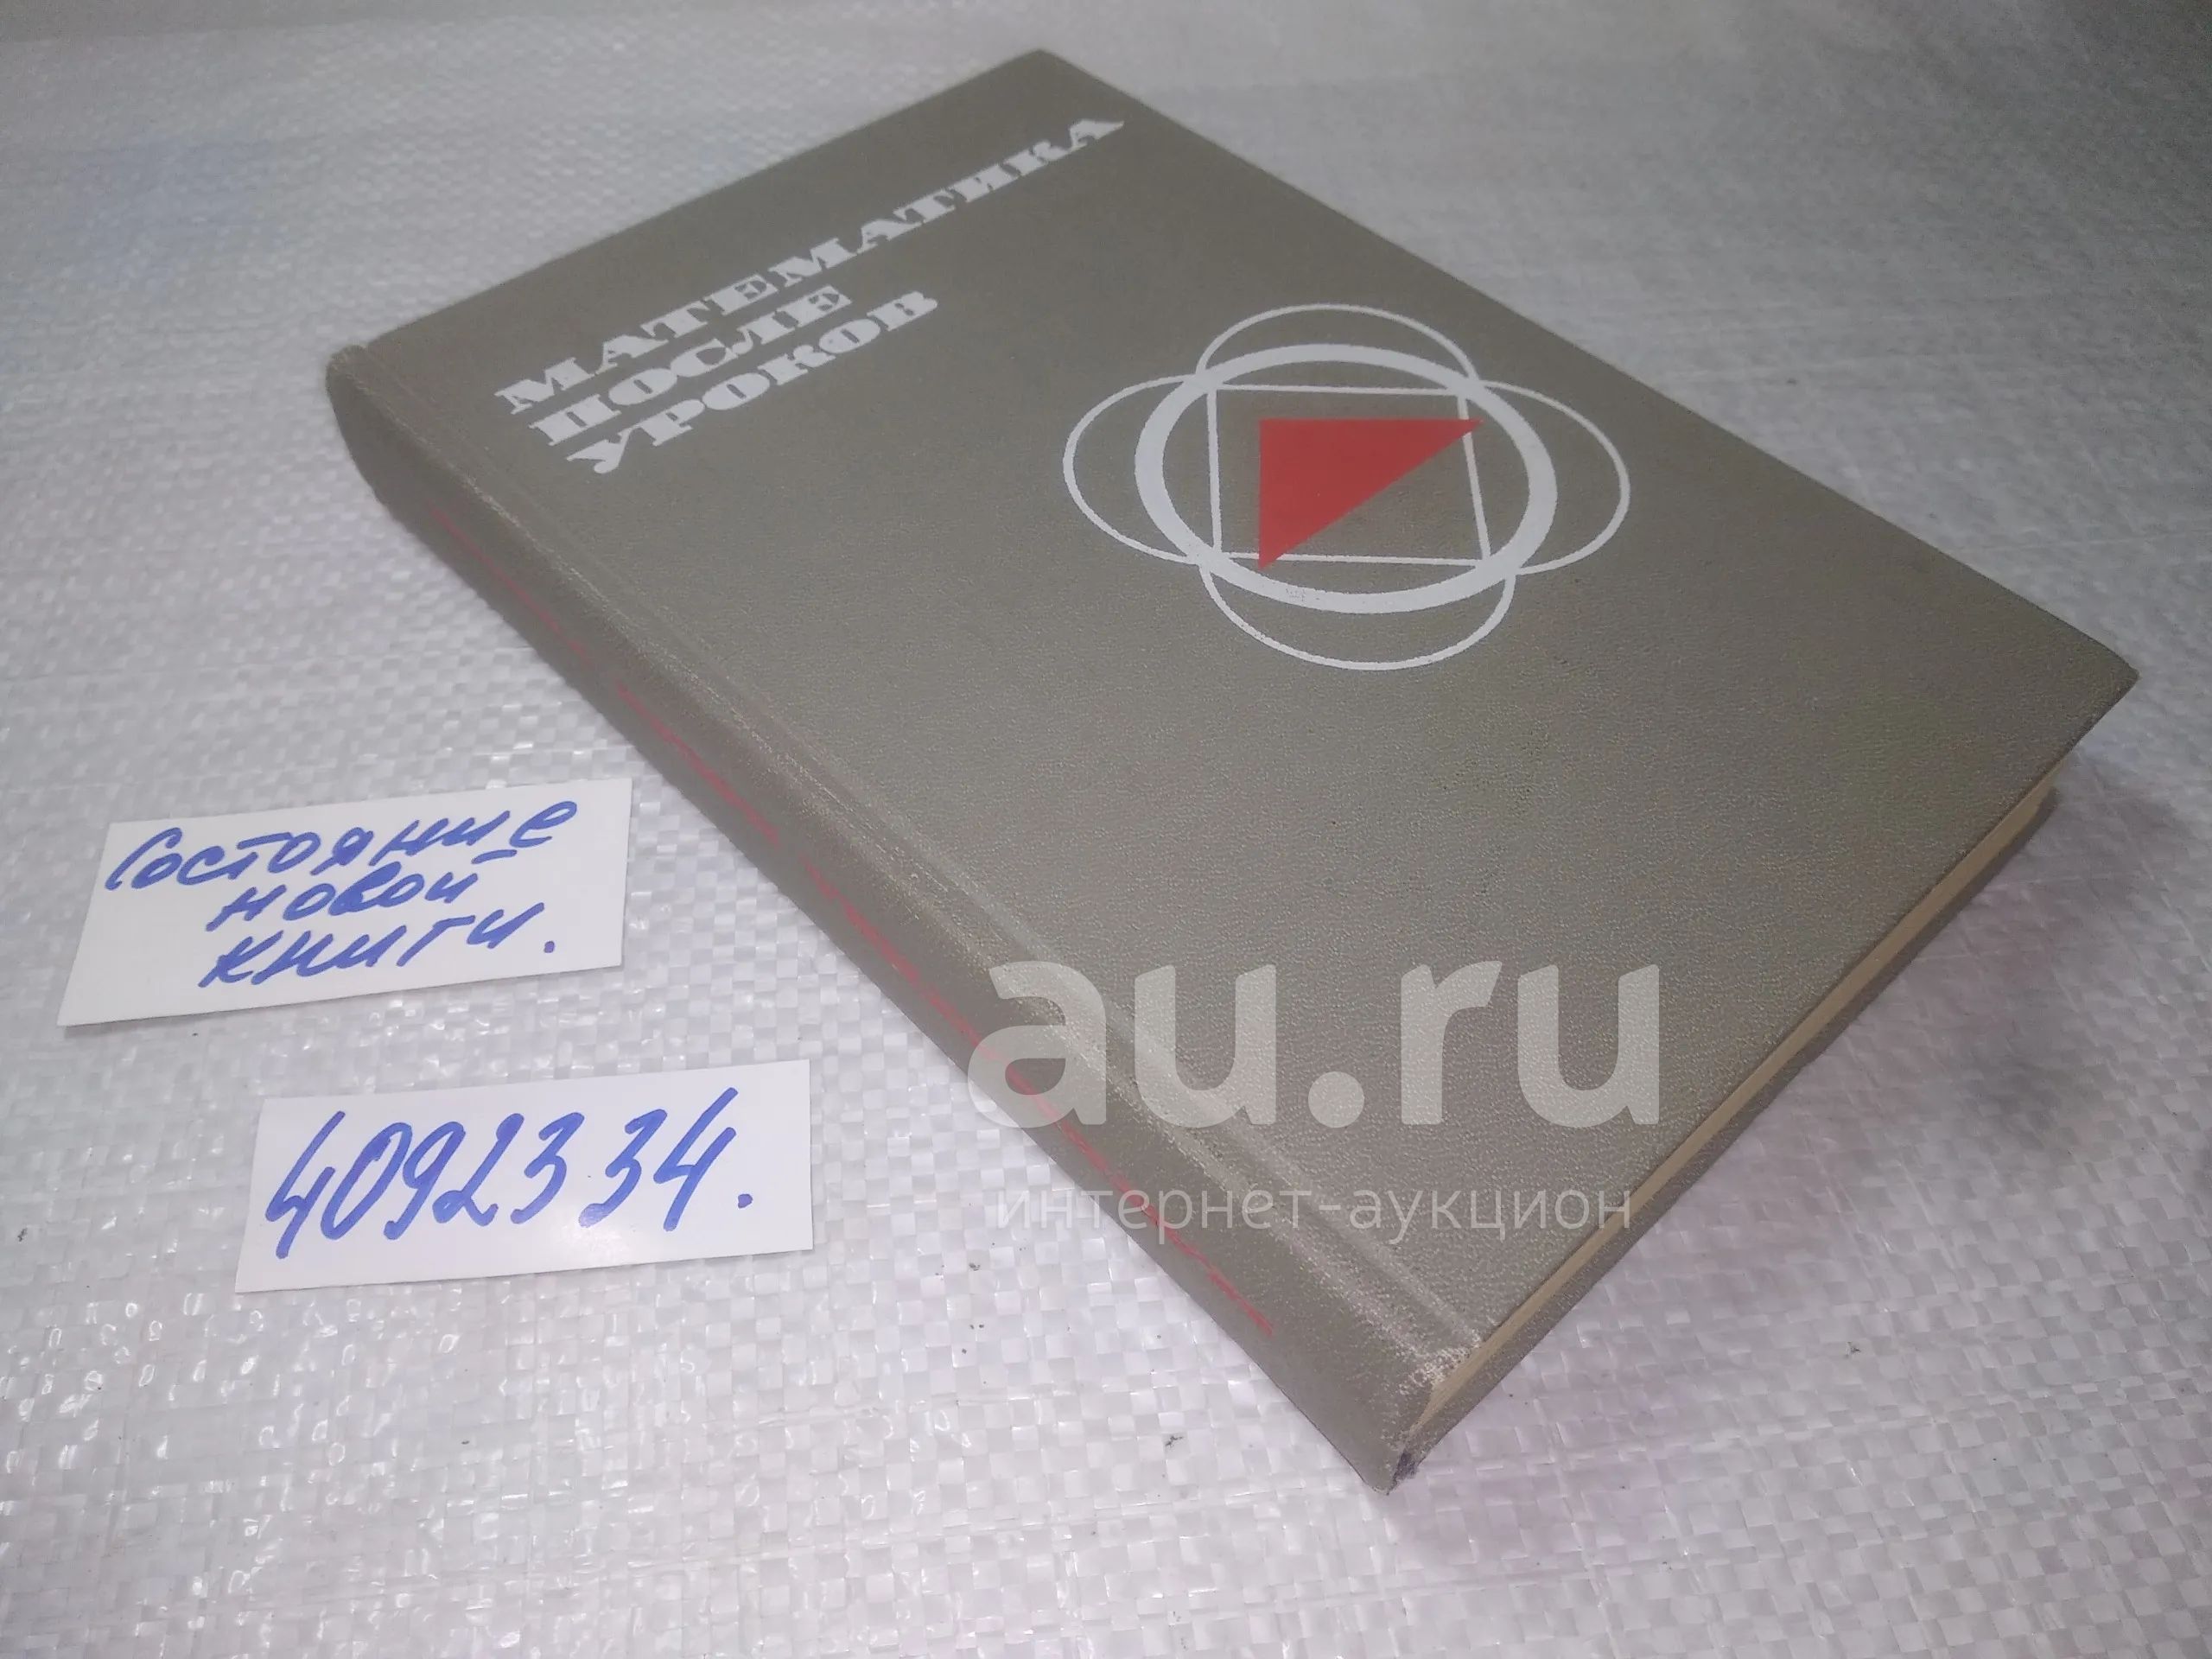 МАТЕМАТИКА
ПОСЛЕ
УРОКОВ
Состояние
новой
книги.
4092334.
au.ru
интернет-аукцион